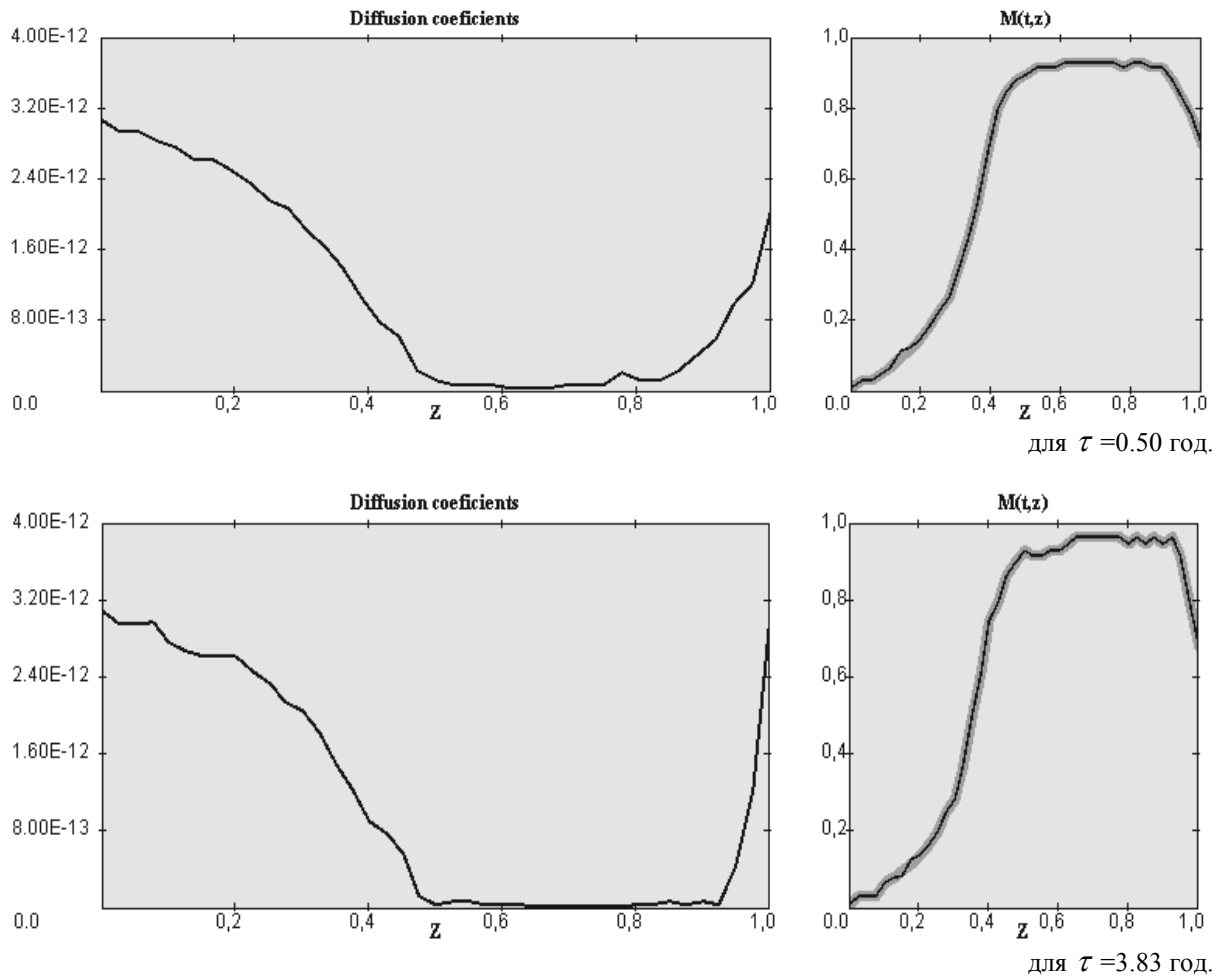 Diffusion coeficients
4.00E-12
3.20E-12
2.40E-12
1.60E-12
8.00E-13
0.0
0,2
0,4
0,6
0,8
1,0
Z
M(t,z)
1,0
0,8
0,6
0,4
0,2
0.0
0,2
0,4
0,6
0,8
1,0
Z
для τ =0.50 год.
Diffusion coeficients
4.00E-12
3.20E-12
2.40E-12
1.60E-12
8.00E-13
0.0
0,2
0,4
0,6
0,8
1,0
Z
M(t,z)
1,0
0,8
0,6
0,4
0,2
0.0
0,2
0,4
0,6
0,8
1,0
Z
для τ =3.83 год.